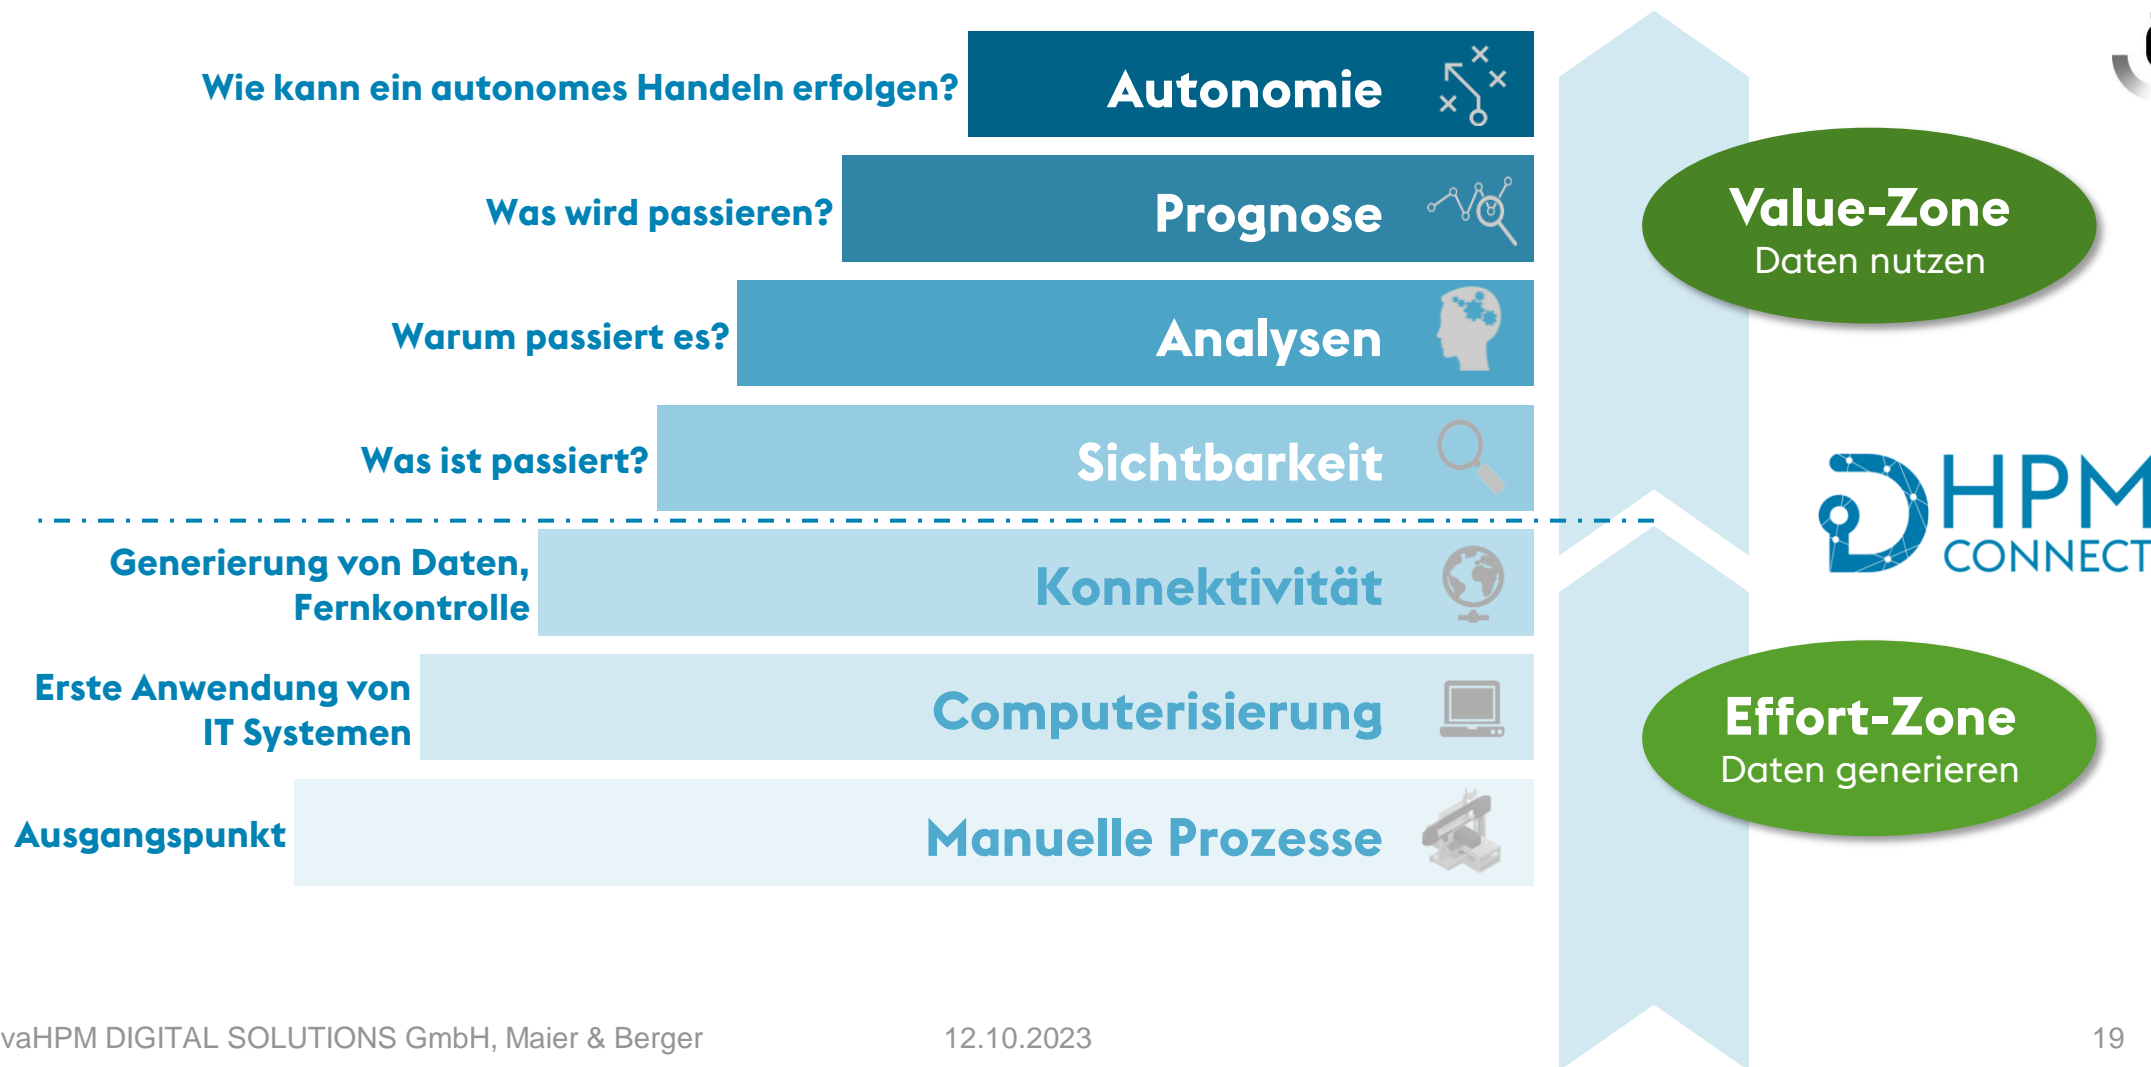 Wie kann ein autonomes Handeln erfolgen?
Autonomie
Was wird passieren?
Prognose
Value-Zone
Daten nutzen
Warum passiert es?
Analysen
Was ist passiert?
Sichtbarkeit
HPM
CONNECT
Generierung von Daten,
Fernkontrolle
Konnektivität
Erste Anwendung von
IT Systemen
Computerisierung
Effort-Zone
Daten generieren
Ausgangspunkt
Manuelle Prozesse
vaHPM DIGITAL SOLUTIONS GmbH, Maier & Berger
12.10.2023
19